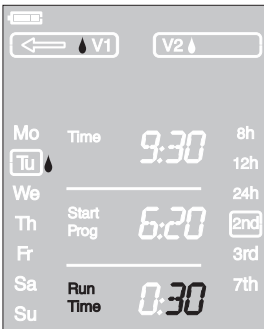 V1 V2
Mo Time 9:30 8h
Tu 12h
We 24h
Th Start Prog 6:20 2nd
Fr 3rd
Sa Run Time 0:30 7th
Su